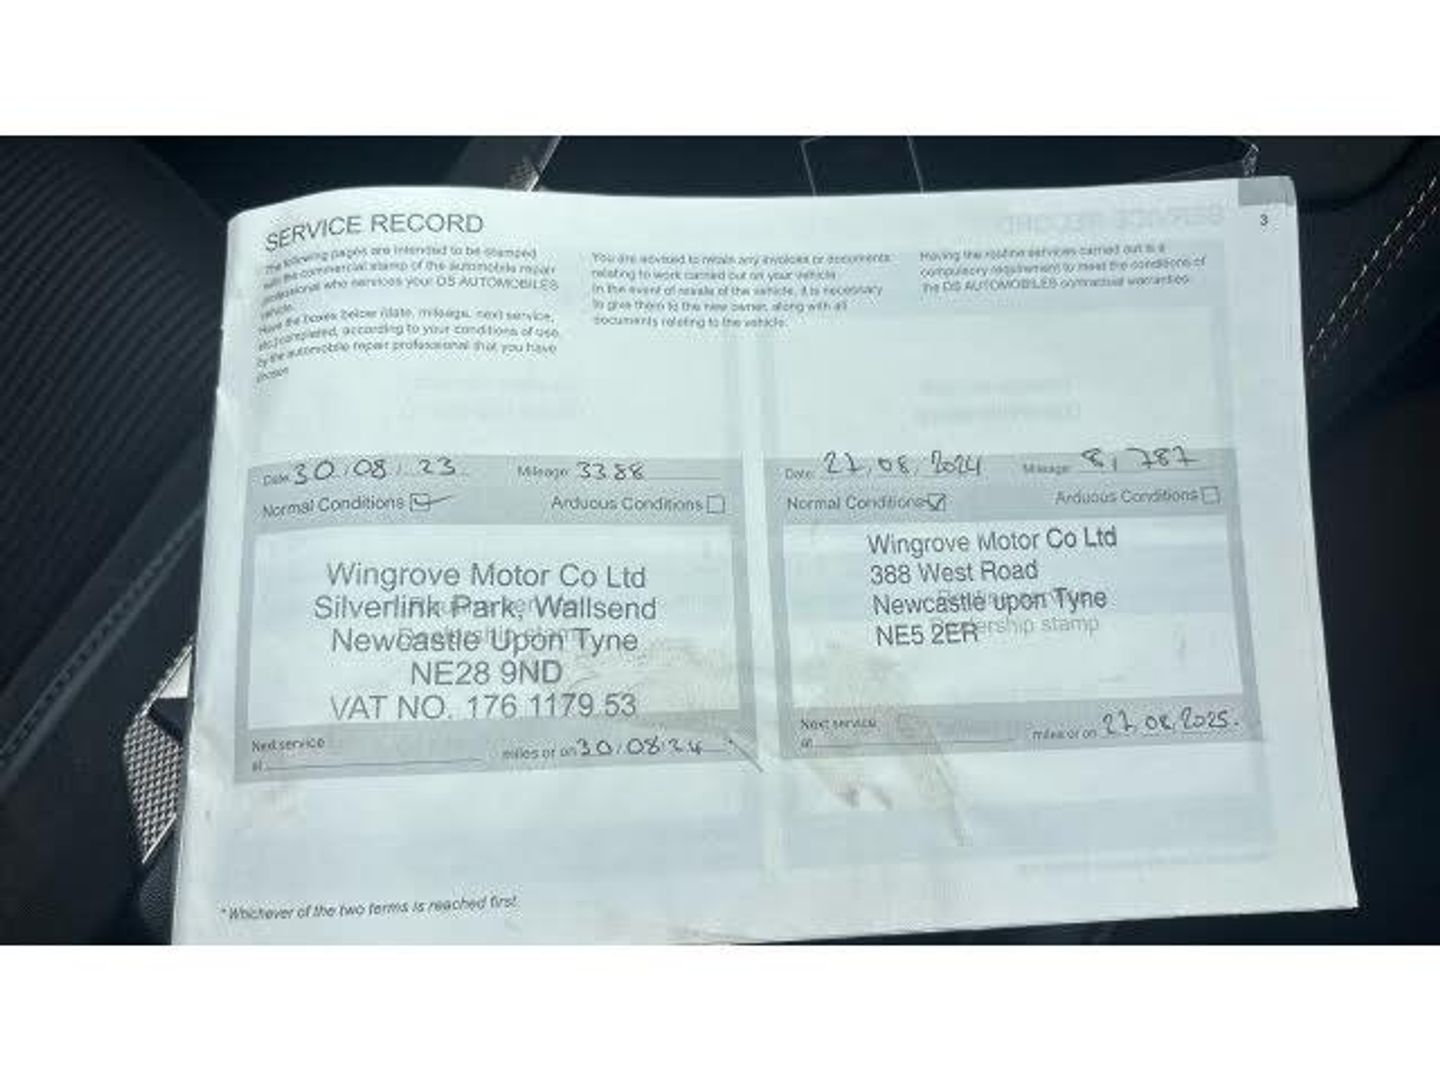 SERVICE RECORD
3
The following pages are intended to be stamped
with the commercial stamp of the automobile repair
professional who services your DS AUTOMOBILES
vehicle.
Have the boxes below (date, mileage, next service,
etc.) completed, according to your conditions of use,
by the automobile repair professional that you have
chosen.
You are advised to retain any invoices or documents
relating to work carried out on your vehicle.
In the event of resale of the vehicle, it is necessary
to give them to the new owner, along with all
documents relating to the vehicle.
Having the routine services carried out is a
compulsory requirement to meet the conditions of
the DS AUTOMOBILES contractual warranties.
Date: 30/08/23 Mileage: 3388
Normal Conditions Arduous Conditions
Wingrove Motor Co Ltd
Silverlink Park, Wallsend
Newcastle Upon Tyne
NE28 9ND
VAT NO. 176 1179 53
Dealership stamp
Next service
at miles or on 30/08/24 *
Date: 27/08/2024 Mileage: 8,787
Normal Conditions Arduous Conditions
Wingrove Motor Co Ltd
388 West Road
Newcastle upon Tyne
NE5 2ER
Dealership stamp
Next service
at miles or on 27/08/2025.
*Whichever of the two terms is reached first.